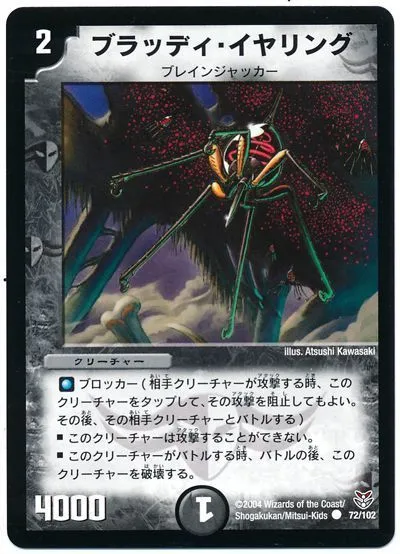 2
ブラッディ・イヤリング
ブレインジャッカー
illus. Atsushi Kawasaki
クリーチャー
ブロッカー(相手クリーチャーが攻撃する時、この
クリーチャーをタップして、その攻撃を阻止してもよい。
その後、その相手クリーチャーとバトルする)
■ このクリーチャーは攻撃することができない。
■ このクリーチャーがバトルする時、バトルの後、この
クリーチャーを破壊する。
4000
1
©2004 Wizards of the Coast/
Shogakukan/Mitsui-Kids
72/102